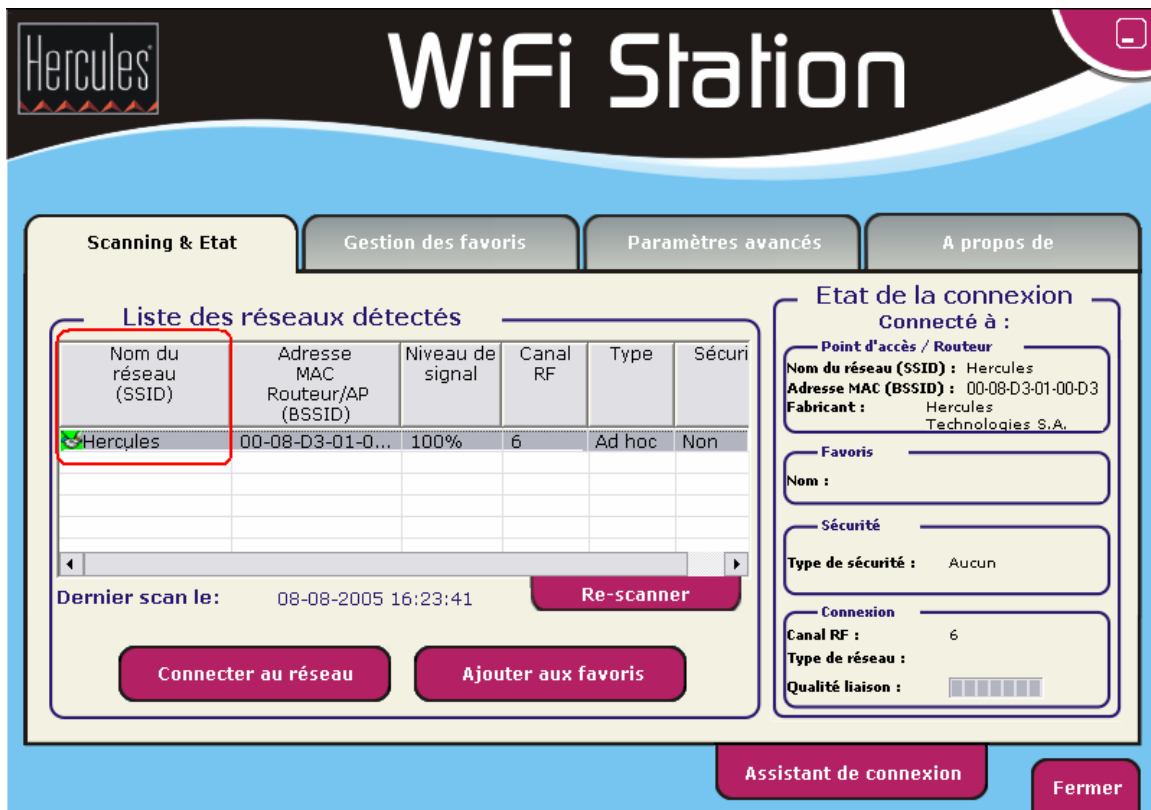 Hercules
WiFi Station
Scanning & Etat
Gestion des favoris
Paramètres avancés
A propos de
Liste des réseaux détectés
Nom du
réseau
(SSID)
Adresse
MAC
Routeur/AP
(BSSID)
Niveau de
signal
Canal
RF
Type
Sécuri
Hercules 00-08-D3-01-0... 100% 6 Ad hoc Non
Dernier scan le: 08-08-2005 16:23:41
Re-scanner
Connecter au réseau
Ajouter aux favoris
Etat de la connexion
Connecté à :
Point d'accès / Routeur
Nom du réseau (SSID) : Hercules
Adresse MAC (BSSID) : 00-08-D3-01-00-D3
Fabricant : Hercules
Technologies S.A.
Favoris
Nom :
Sécurité
Type de sécurité : Aucun
Connexion
Canal RF : 6
Type de réseau :
Qualité liaison :
Assistant de connexion
Fermer